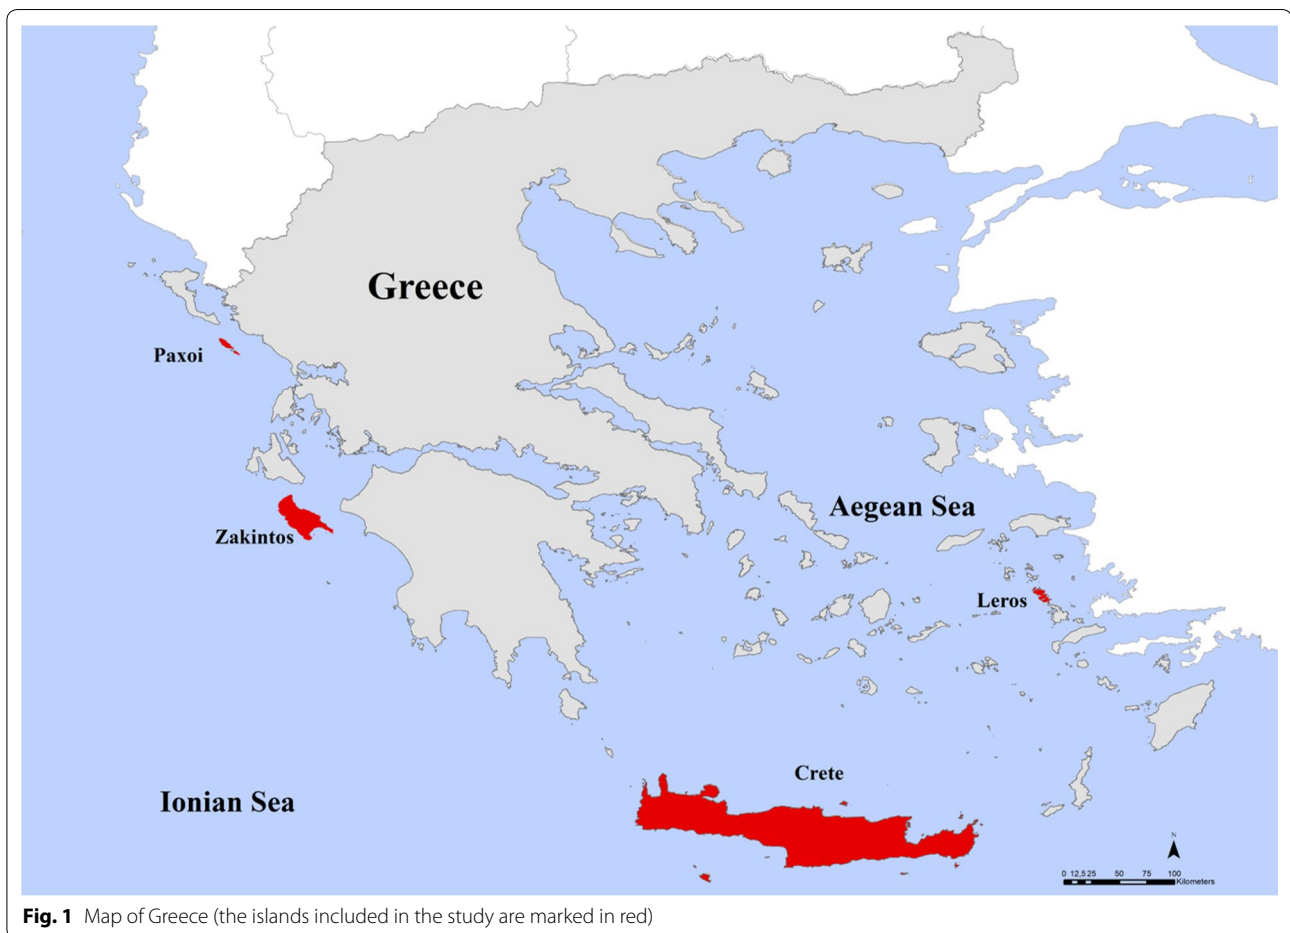 Greece
Paxoi
Aegean Sea
Zakintos
Leros
Crete
Ionian Sea
N
0 12,5 25 50 75 100
Kilometers
Fig. 1 Map of Greece (the islands included in the study are marked in red)